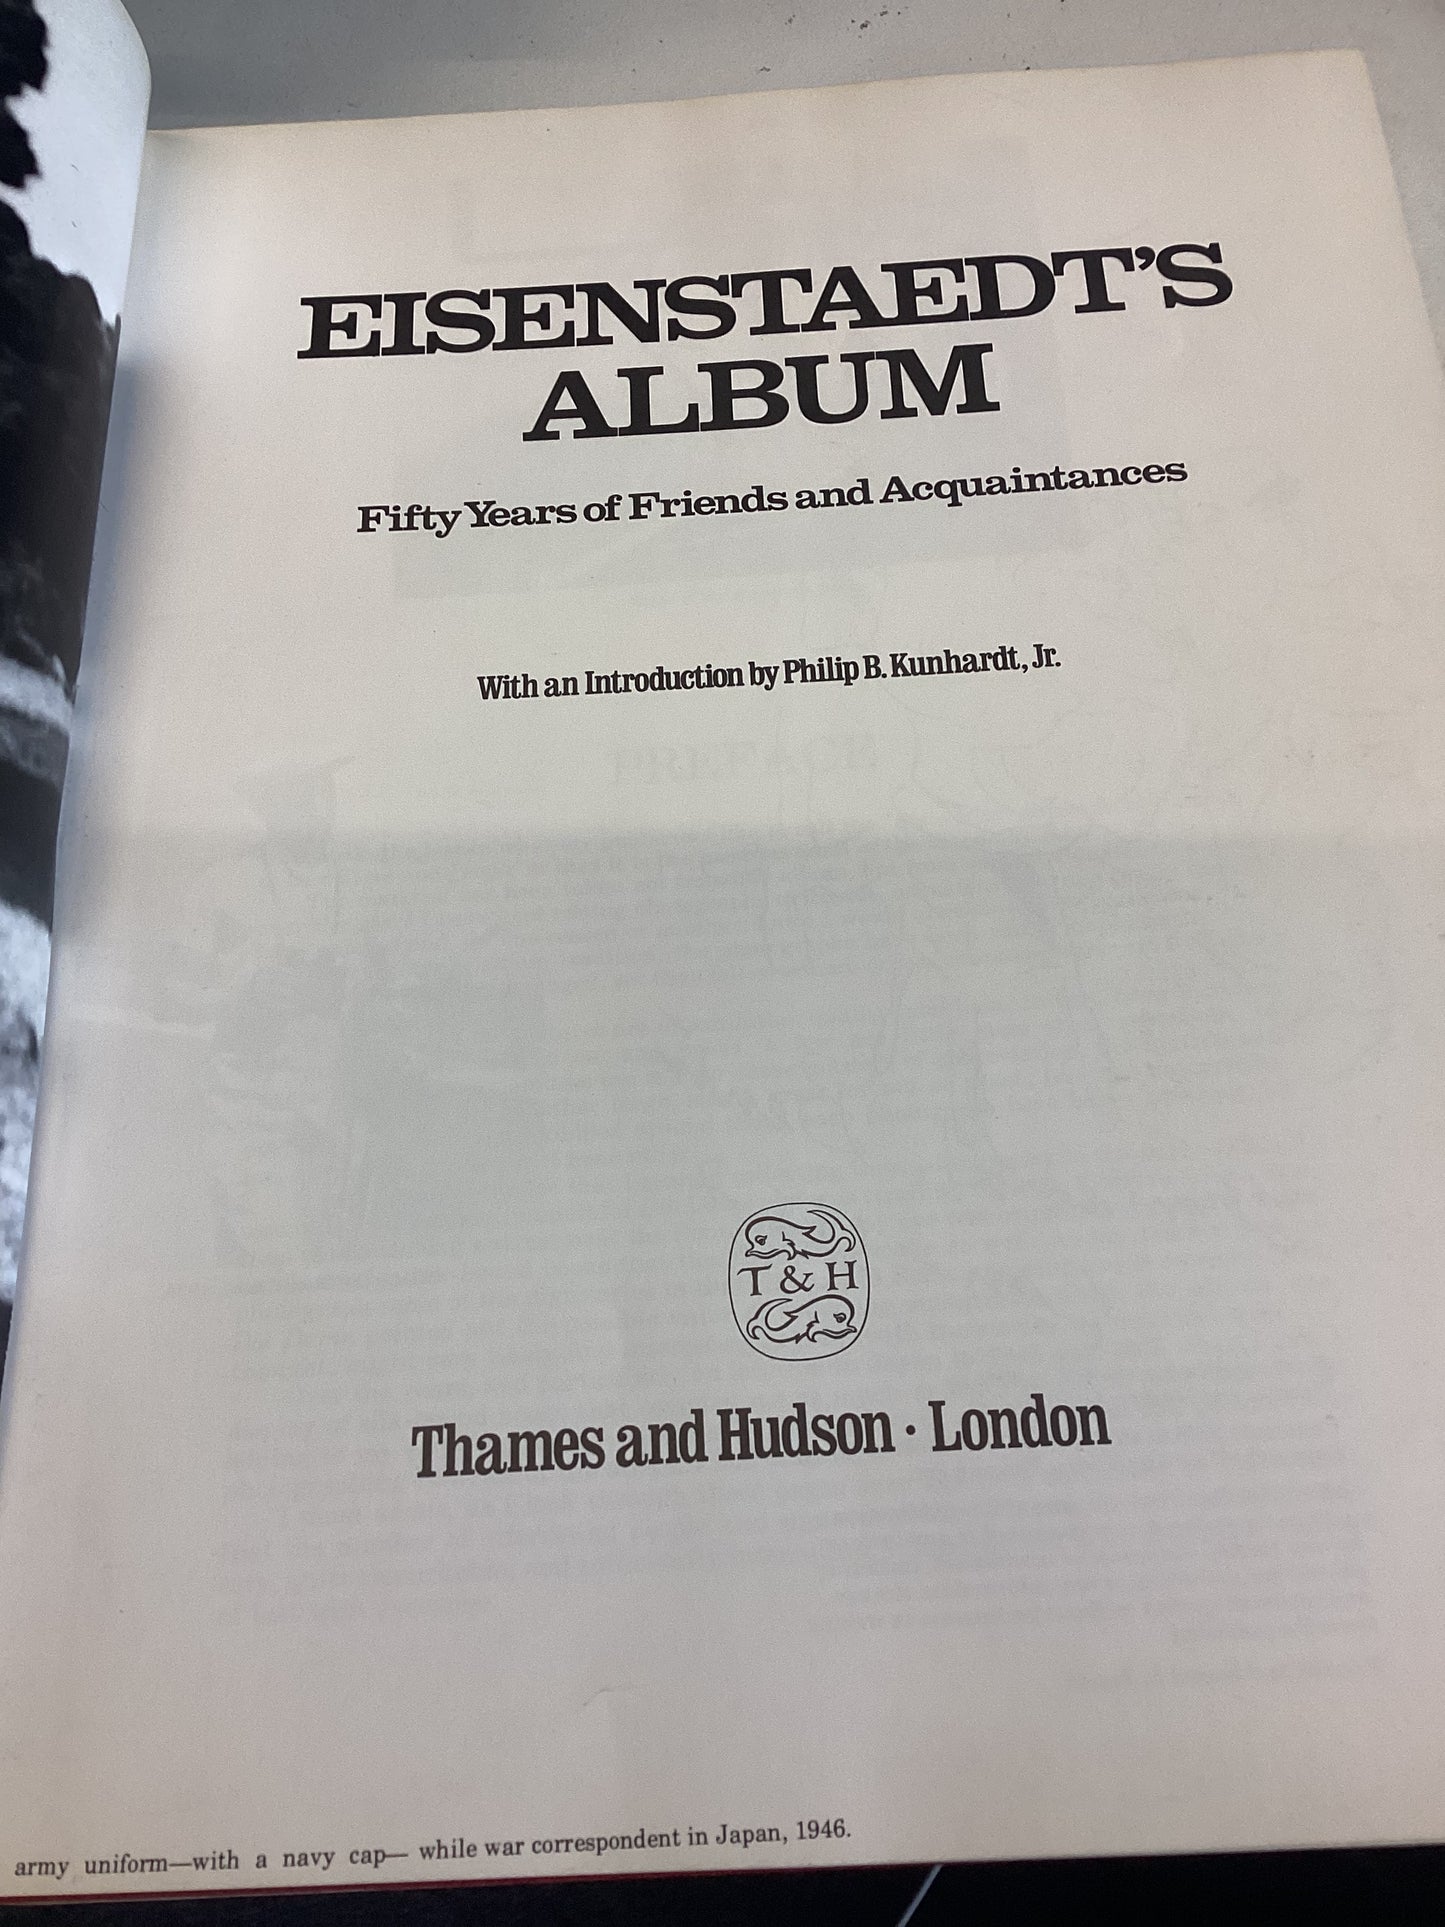 EISENSTAEDT'S
ALBUM
Fifty Years of Friends and Acquaintances
With an Introduction by Philip B. Kunhardt, Jr.
T & H
Thames and Hudson · London
army uniform—with a navy cap— while war correspondent in Japan, 1946.